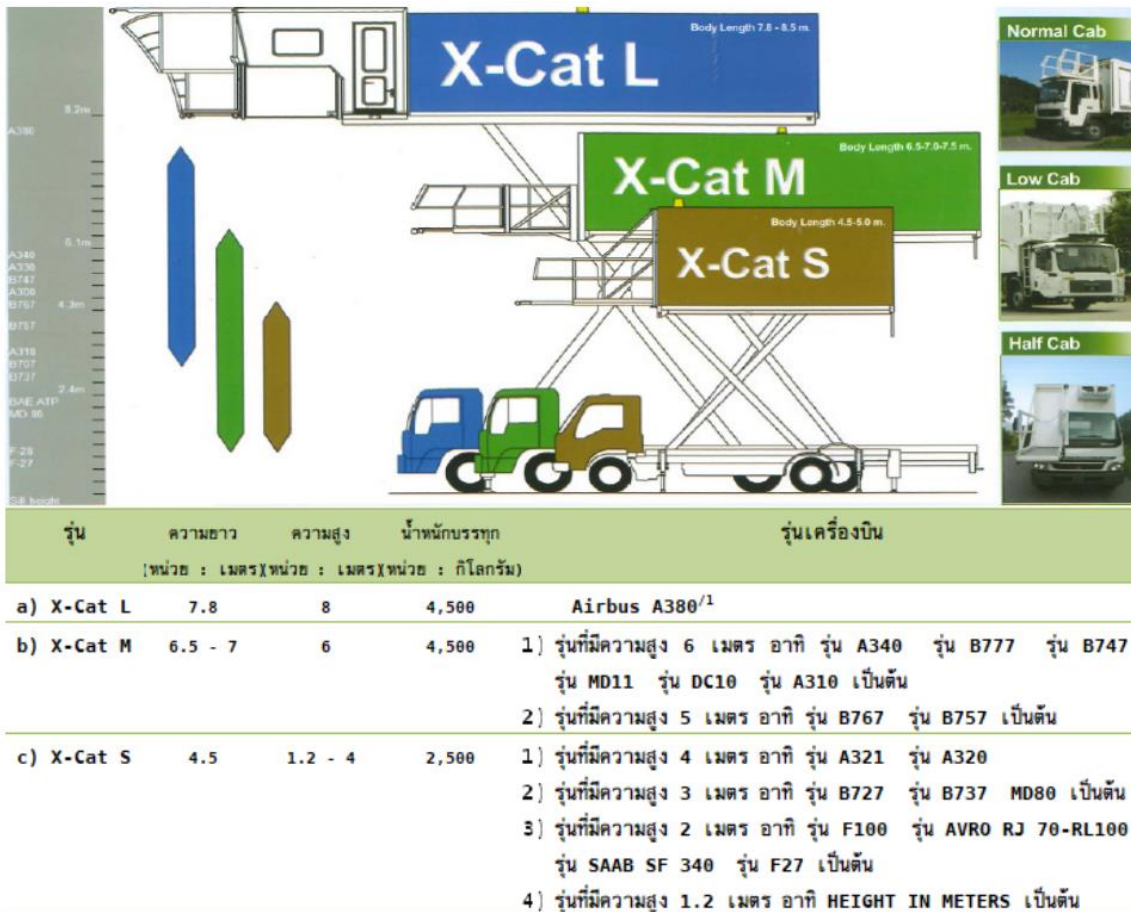 X-Cat L
Body Length 7.8 - 8.5 m.
X-Cat M
Body Length 6.5-7.0-7.5 m.
X-Cat S
Body Length 4.5-5.0 m.
8.2m
A380
6.1m
A340
A330
B747
A300
B767 4.3m
B757
A319
B707
B737
2.4m
BAE ATP
MD 86
F-28
F-27
Sill height
Normal Cab
Low Cab
Half Cab
รุ่น ความยาว ความสูง น้ำหนักบรรทุก รุ่นเครื่องบิน
(หน่วย : เมตร)(หน่วย : เมตร)(หน่วย : กิโลกรัม)
a) X-Cat L 7.8 8 4,500 Airbus A380/1
b) X-Cat M 6.5 - 7 6 4,500 1) รุ่นที่มีความสูง 6 เมตร อาทิ รุ่น A340 รุ่น B777 รุ่น B747
รุ่น MD11 รุ่น DC10 รุ่น A310 เป็นต้น
2) รุ่นที่มีความสูง 5 เมตร อาทิ รุ่น B767 รุ่น B757 เป็นต้น
c) X-Cat S 4.5 1.2 - 4 2,500 1) รุ่นที่มีความสูง 4 เมตร อาทิ รุ่น A321 รุ่น A320
2) รุ่นที่มีความสูง 3 เมตร อาทิ รุ่น B727 รุ่น B737 MD80 เป็นต้น
3) รุ่นที่มีความสูง 2 เมตร อาทิ รุ่น F100 รุ่น AVRO RJ 70-RL100
รุ่น SAAB SF 340 รุ่น F27 เป็นต้น
4) รุ่นที่มีความสูง 1.2 เมตร อาทิ HEIGHT IN METERS เป็นต้น